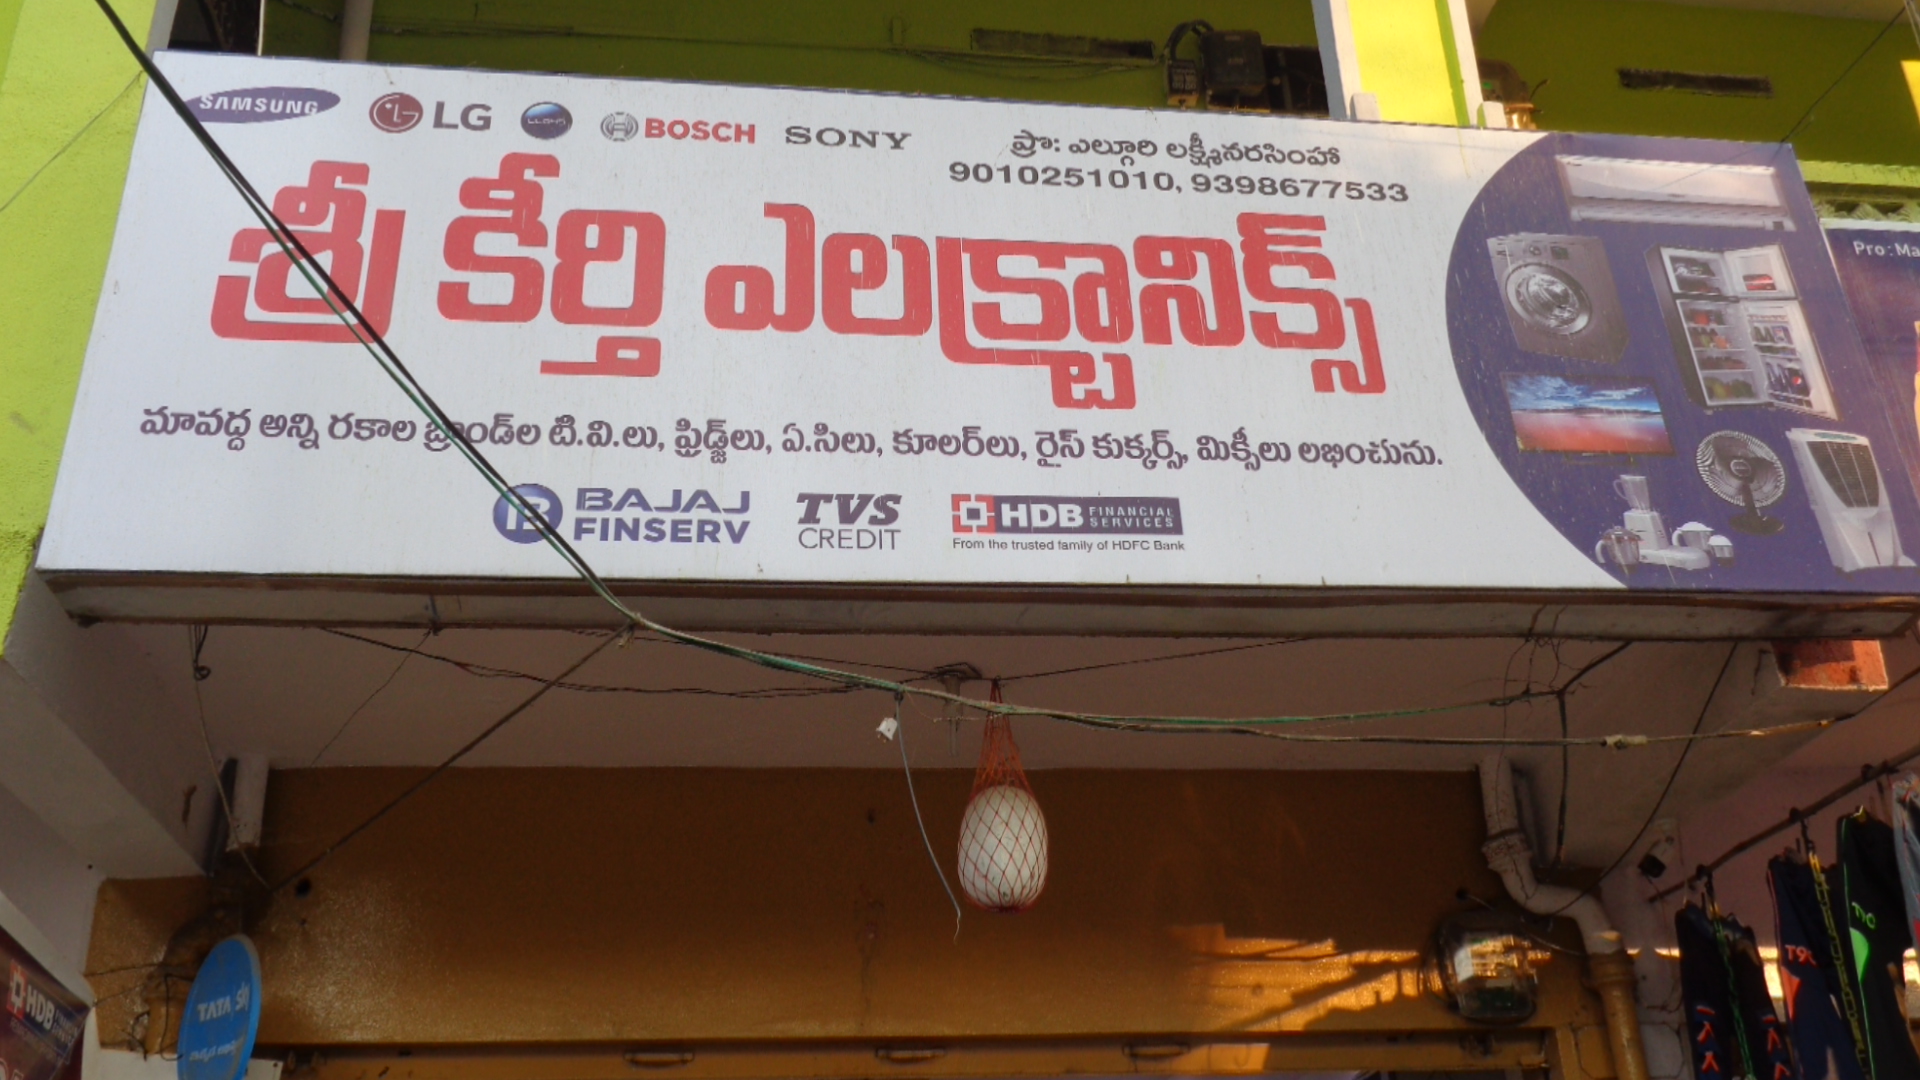 SAMSUNG LG LLOYD BOSCH SONY
ప్రొ: ఎల్గూరి లక్ష్మీనరసింహా
9010251010, 9398677533
శ్రీ కీర్తి ఎలక్ట్రానిక్స్
మావద్ద అన్ని రకాల బ్రాండ్‌ల టి.వి.లు, ఫ్రిడ్జ్‌లు, ఏ.సిలు, కూలర్‌లు, రైస్ కుక్కర్స్, మిక్సీలు లభించును.
BAJAJ FINSERV
TVS CREDIT
HDB FINANCIAL SERVICES
From the trusted family of HDFC Bank
Pro: Ma
TATA sky
HDB